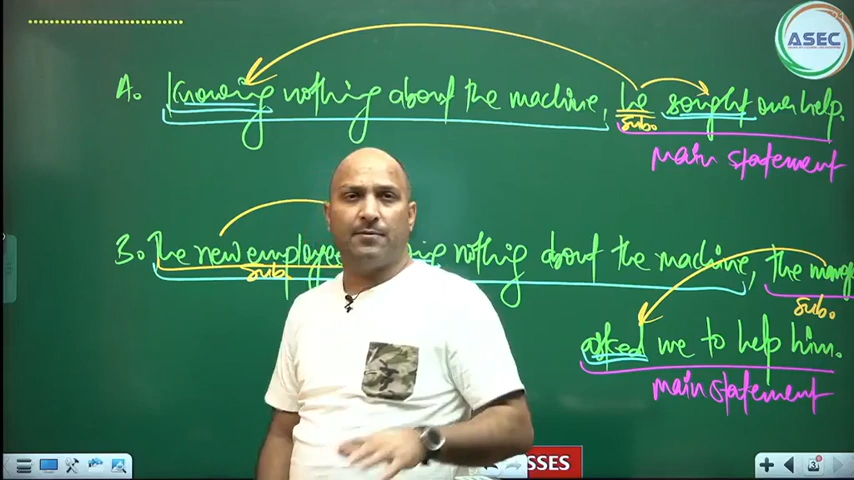 ASEC
A. Knowing nothing about the machine, he sought our help.
sub.
main statement
B. The new employee nothing about the machine, the
sub.
sub.
asked me to help him.
main statement
SSES